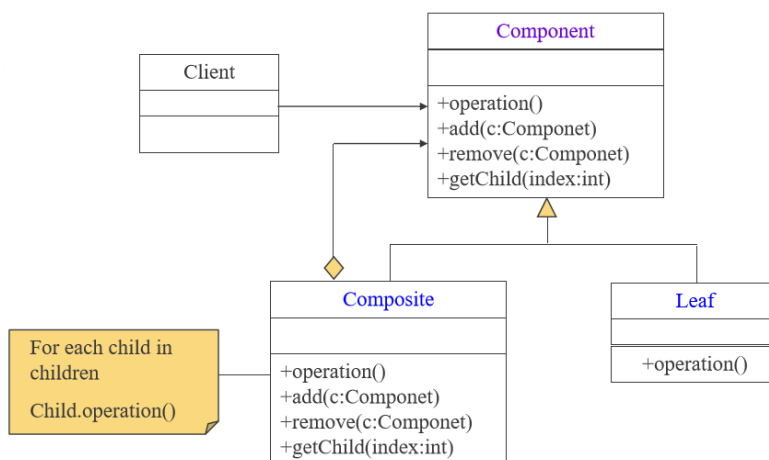 Component
+operation()
+add(c:Componet)
+remove(c:Componet)
+getChild(index:int)
Client
Composite
+operation()
+add(c:Componet)
+remove(c:Componet)
+getChild(index:int)
Leaf
+operation()
For each child in
children
Child.operation()